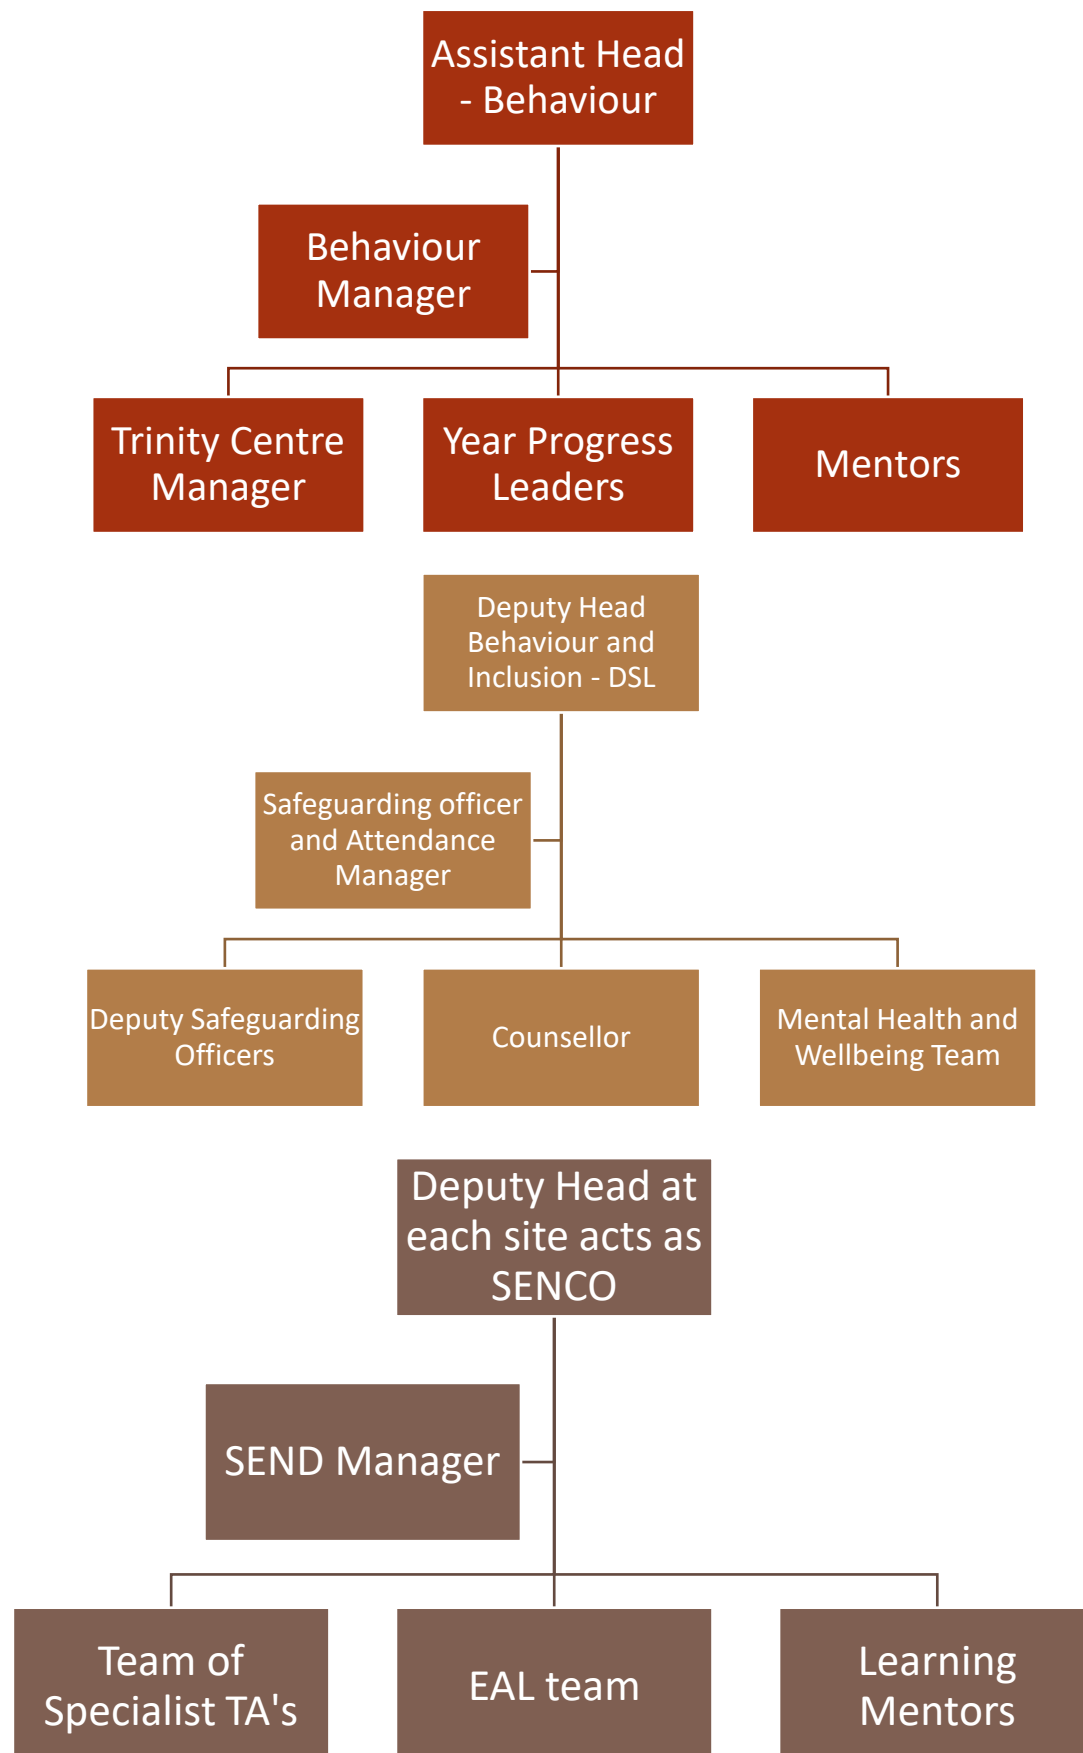 Assistant Head
- Behaviour
Behaviour
Manager
Trinity Centre
Manager
Year Progress
Leaders
Mentors
Deputy Head
Behaviour and
Inclusion - DSL
Safeguarding officer
and Attendance
Manager
Deputy Safeguarding
Officers
Counsellor
Mental Health and
Wellbeing Team
Deputy Head at
each site acts as
SENCO
SEND Manager
Team of
Specialist TA's
EAL team
Learning
Mentors